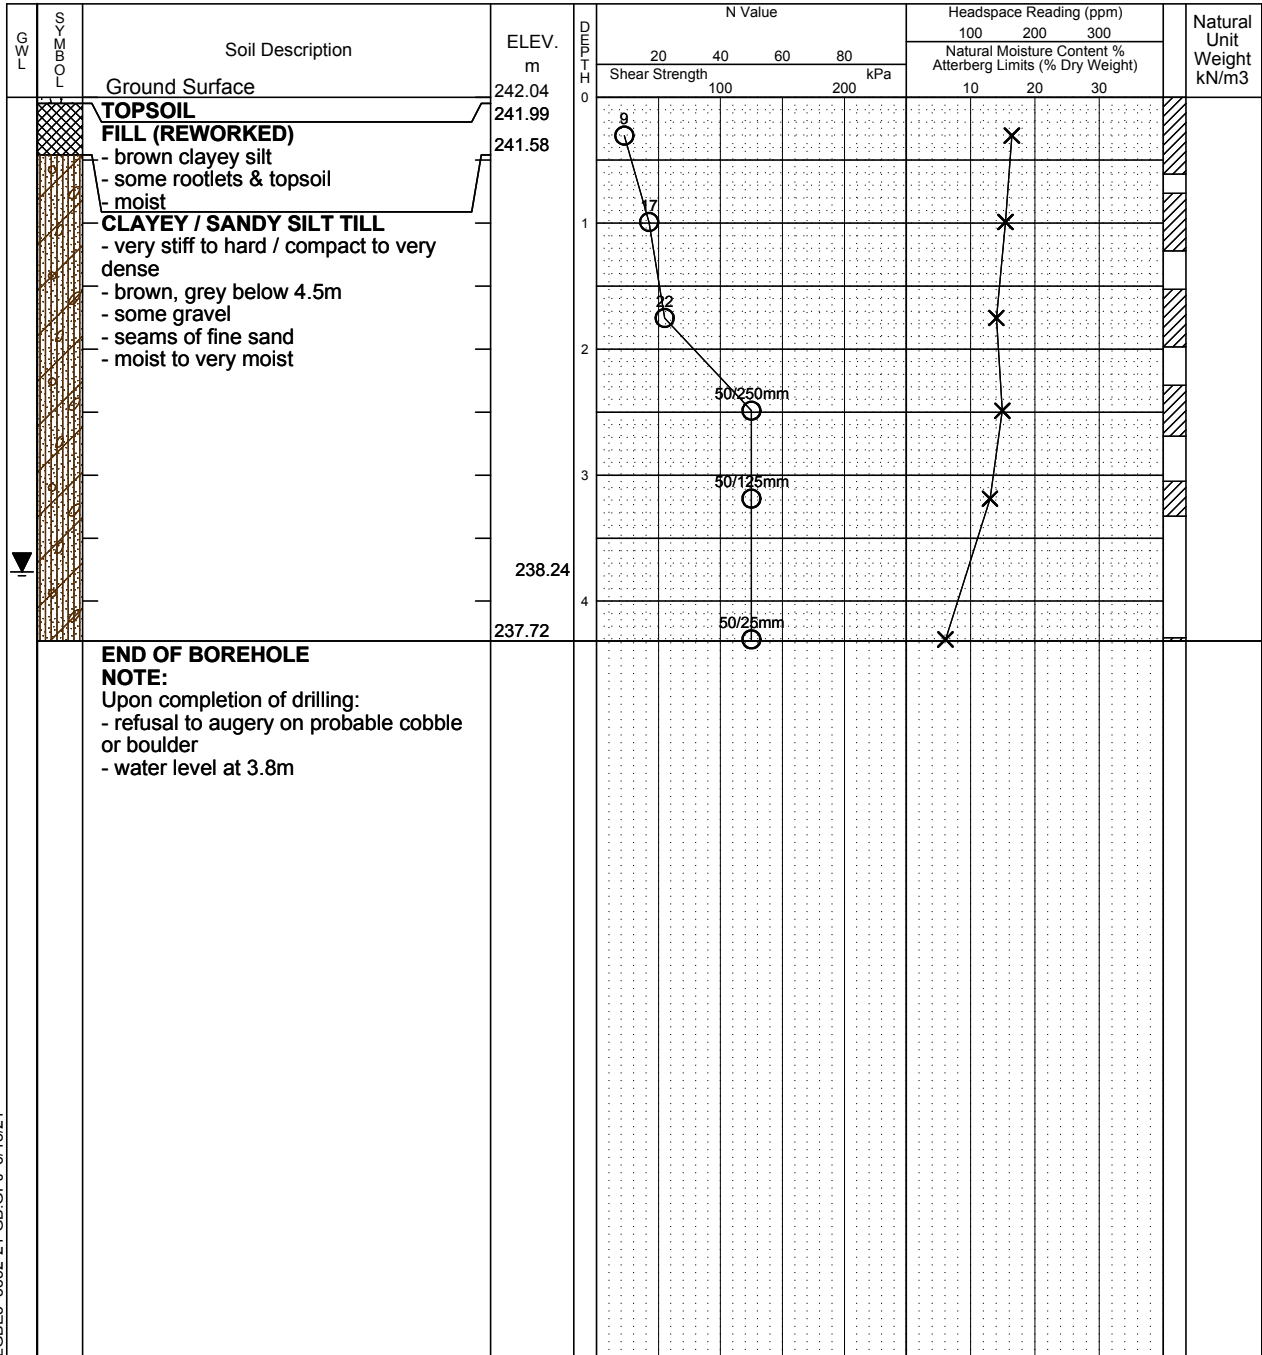 GWL
SYMBOL
Soil Description
Ground Surface
ELEV.
m
242.04
DEPTH
0
N Value
20 40 60 80
Shear Strength kPa
100 200
Headspace Reading (ppm)
100 200 300
Natural Moisture Content %
Atterberg Limits (% Dry Weight)
10 20 30
Natural
Unit
Weight
kN/m3
TOPSOIL
241.99
FILL (REWORKED)
241.58
- brown clayey silt
- some rootlets & topsoil
- moist
CLAYEY / SANDY SILT TILL
- very stiff to hard / compact to very
dense
- brown, grey below 4.5m
- some gravel
- seams of fine sand
- moist to very moist
9
17
1
22
2
50/250mm
3
50/125mm
238.24
4
50/25mm
237.72
END OF BOREHOLE
NOTE:
Upon completion of drilling:
- refusal to augery on probable cobble
or boulder
- water level at 3.8m